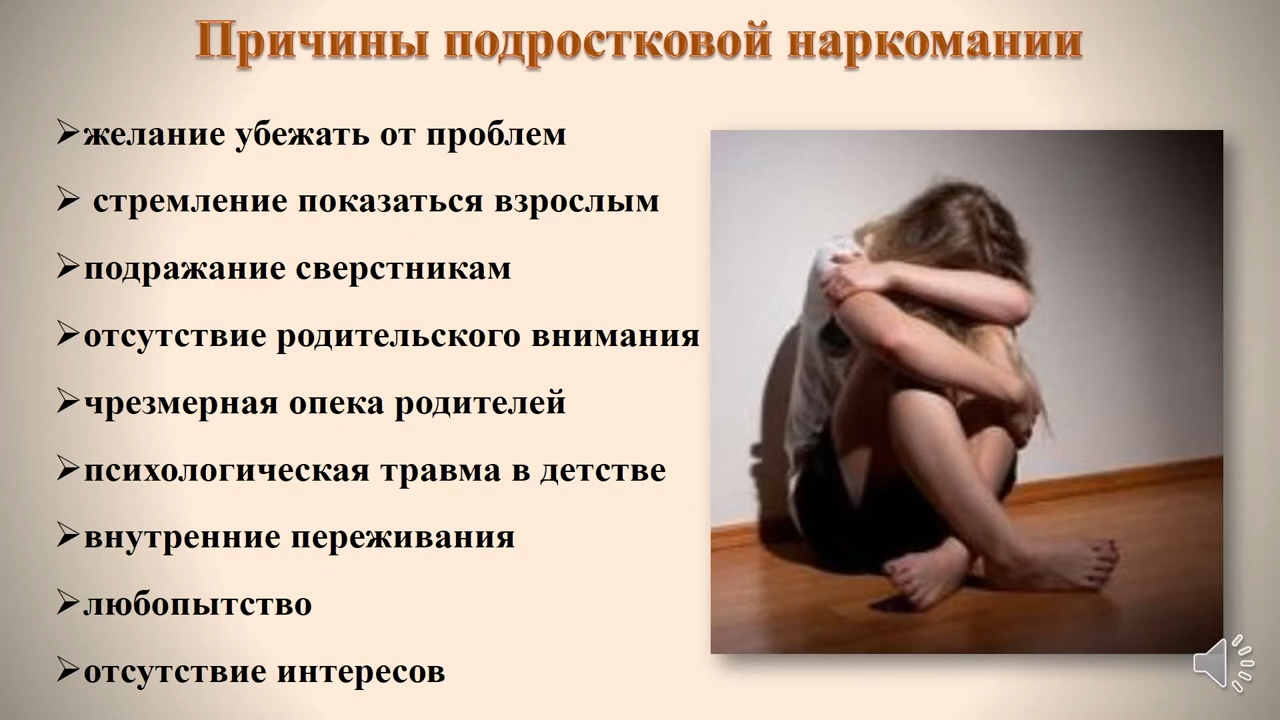 Причины подростковой наркомании
желание убежать от проблем
стремление показаться взрослым
подражание сверстникам
отсутствие родительского внимания
чрезмерная опека родителей
психологическая травма в детстве
внутренние переживания
любопытство
отсутствие интересов